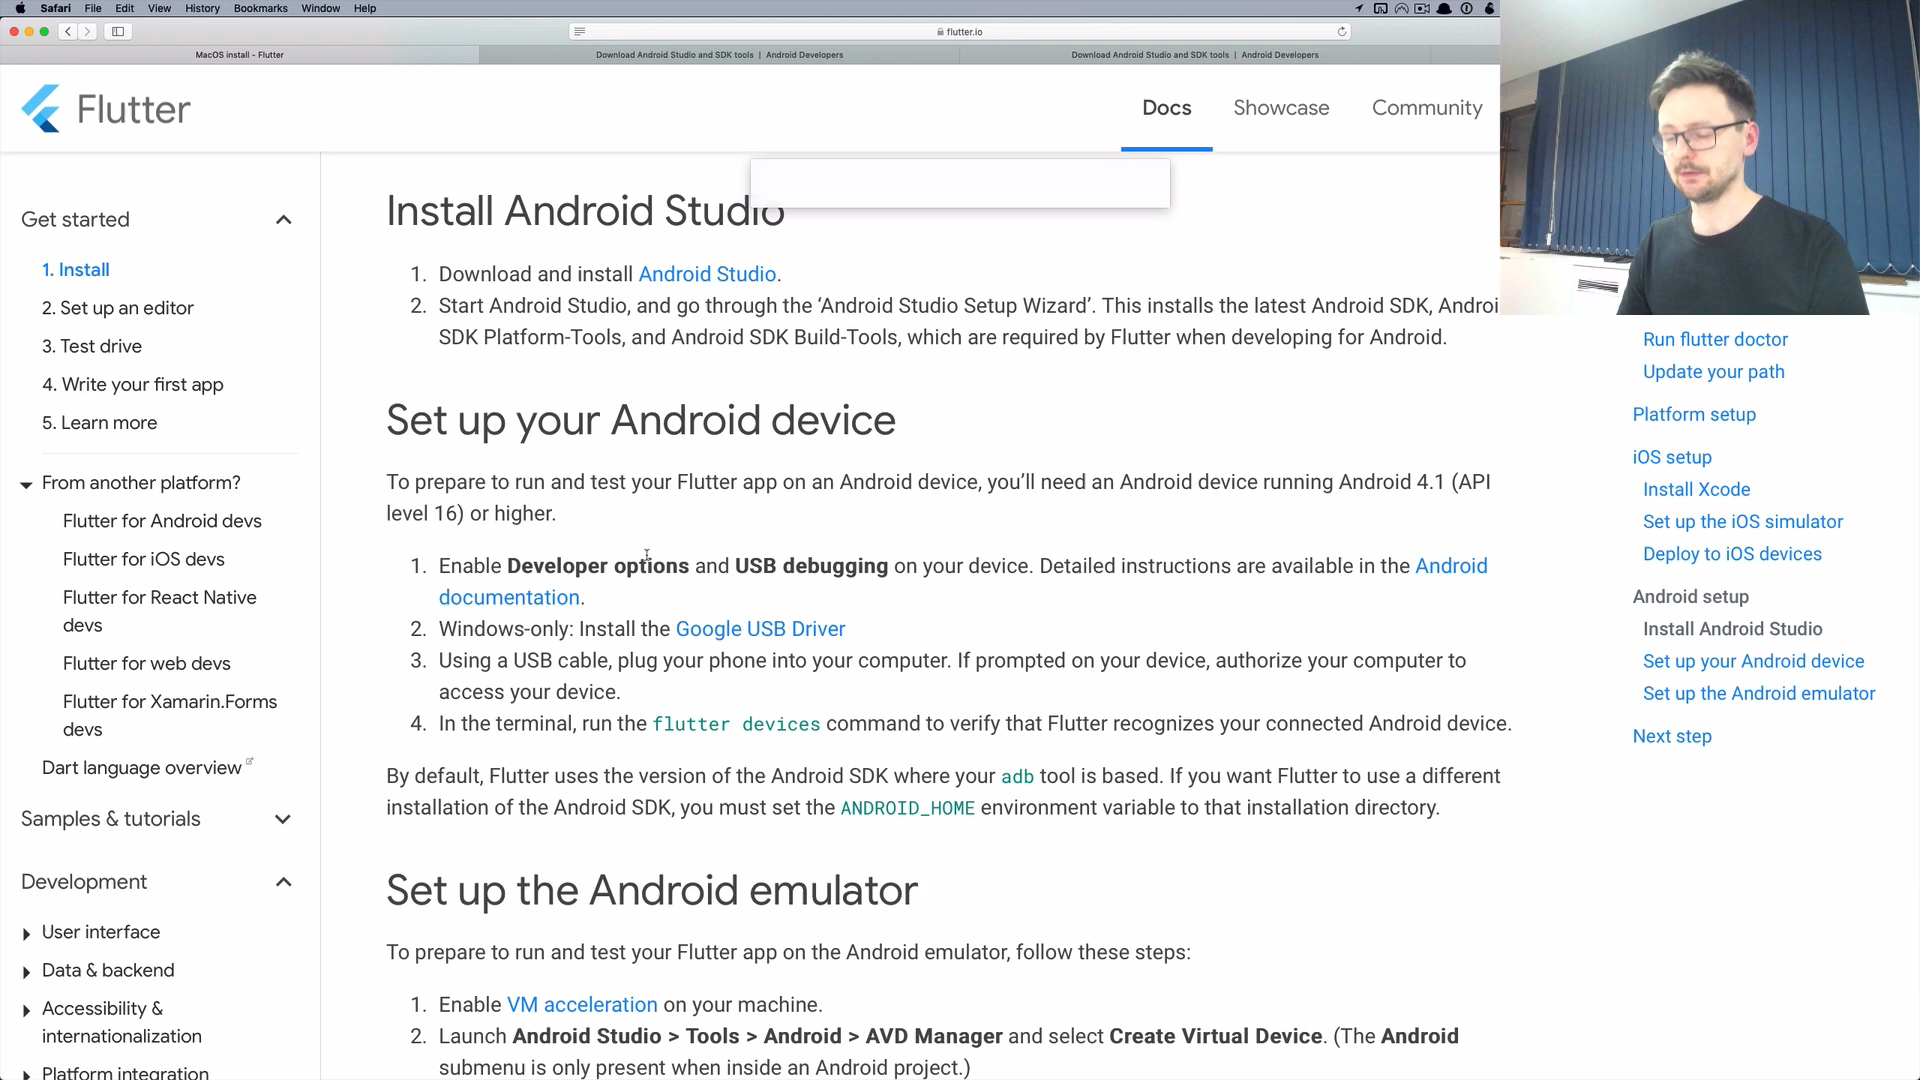 Safari File Edit View History Bookmarks Window Help
flutter.io
MacOS install - Flutter
Download Android Studio and SDK tools | Android Developers
Download Android Studio and SDK tools | Android Developers
Flutter
Docs
Showcase
Community
Get started
1. Install
2. Set up an editor
3. Test drive
4. Write your first app
5. Learn more
From another platform?
Flutter for Android devs
Flutter for iOS devs
Flutter for React Native
devs
Flutter for web devs
Flutter for Xamarin.Forms
devs
Dart language overview
Samples & tutorials
Development
User interface
Data & backend
Accessibility &
internationalization
Platform integration
Install Android Studio
1. Download and install Android Studio.
2. Start Android Studio, and go through the ‘Android Studio Setup Wizard’. This installs the latest Android SDK, Androi
SDK Platform-Tools, and Android SDK Build-Tools, which are required by Flutter when developing for Android.
Set up your Android device
To prepare to run and test your Flutter app on an Android device, you’ll need an Android device running Android 4.1 (API
level 16) or higher.
1. Enable Developer options and USB debugging on your device. Detailed instructions are available in the Android
documentation.
2. Windows-only: Install the Google USB Driver
3. Using a USB cable, plug your phone into your computer. If prompted on your device, authorize your computer to
access your device.
4. In the terminal, run the flutter devices command to verify that Flutter recognizes your connected Android device.
By default, Flutter uses the version of the Android SDK where your adb tool is based. If you want Flutter to use a different
installation of the Android SDK, you must set the ANDROID_HOME environment variable to that installation directory.
Set up the Android emulator
To prepare to run and test your Flutter app on the Android emulator, follow these steps:
1. Enable VM acceleration on your machine.
2. Launch Android Studio > Tools > Android > AVD Manager and select Create Virtual Device. (The Android
submenu is only present when inside an Android project.)
Run flutter doctor
Update your path
Platform setup
iOS setup
Install Xcode
Set up the iOS simulator
Deploy to iOS devices
Android setup
Install Android Studio
Set up your Android device
Set up the Android emulator
Next step